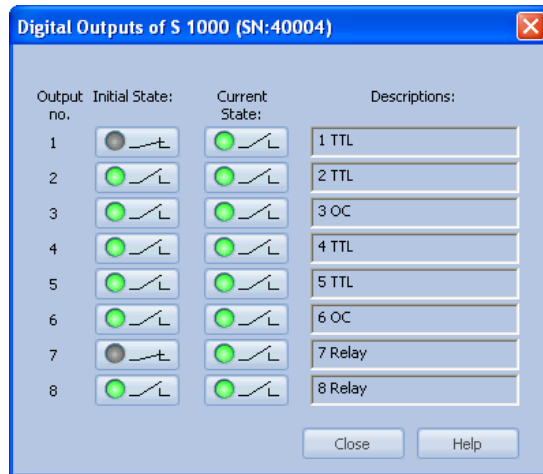 Digital Outputs of S 1000 (SN:40004)
Output no. Initial State: Current State: Descriptions:
1 1 TTL
2 2 TTL
3 3 OC
4 4 TTL
5 5 TTL
6 6 OC
7 7 Relay
8 8 Relay
Close Help